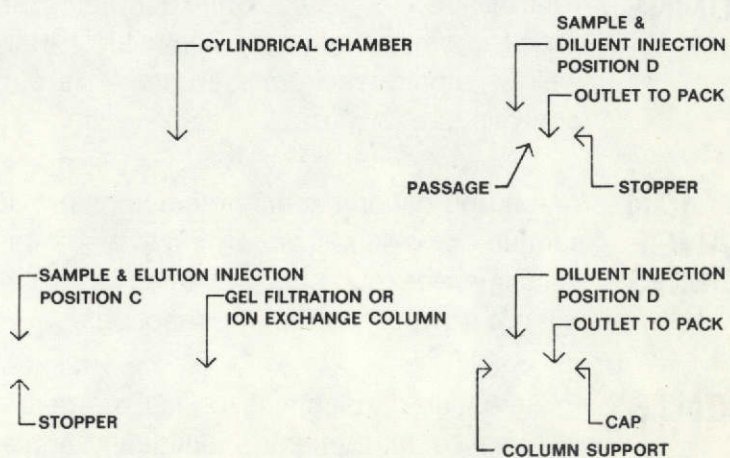 CYLINDRICAL CHAMBER
SAMPLE &
DILUENT INJECTION
POSITION D
OUTLET TO PACK
PASSAGE
STOPPER
SAMPLE & ELUTION INJECTION
POSITION C
GEL FILTRATION OR
ION EXCHANGE COLUMN
DILUENT INJECTION
POSITION D
OUTLET TO PACK
STOPPER
CAP
COLUMN SUPPORT